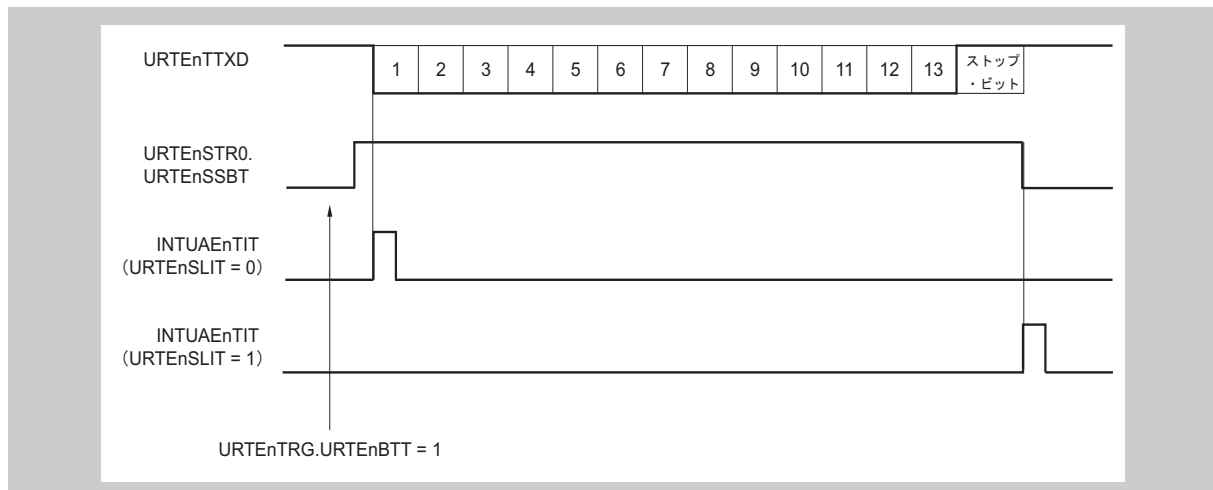 URTEnTTXD
1 2 3 4 5 6 7 8 9 10 11 12 13
ストップ
・ビット
URTEnSTR0.
URTEnSSBT
INTUAEnTIT
（URTEnSLIT = 0）
INTUAEnTIT
（URTEnSLIT = 1）
URTEnTRG.URTEnBTT = 1